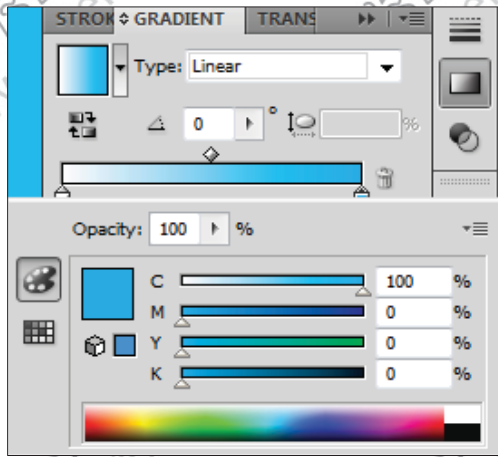 STROK GRADIENT TRANS
Type: Linear
0 ° %
Opacity: 100 %
C 100 %
M 0 %
Y 0 %
K 0 %